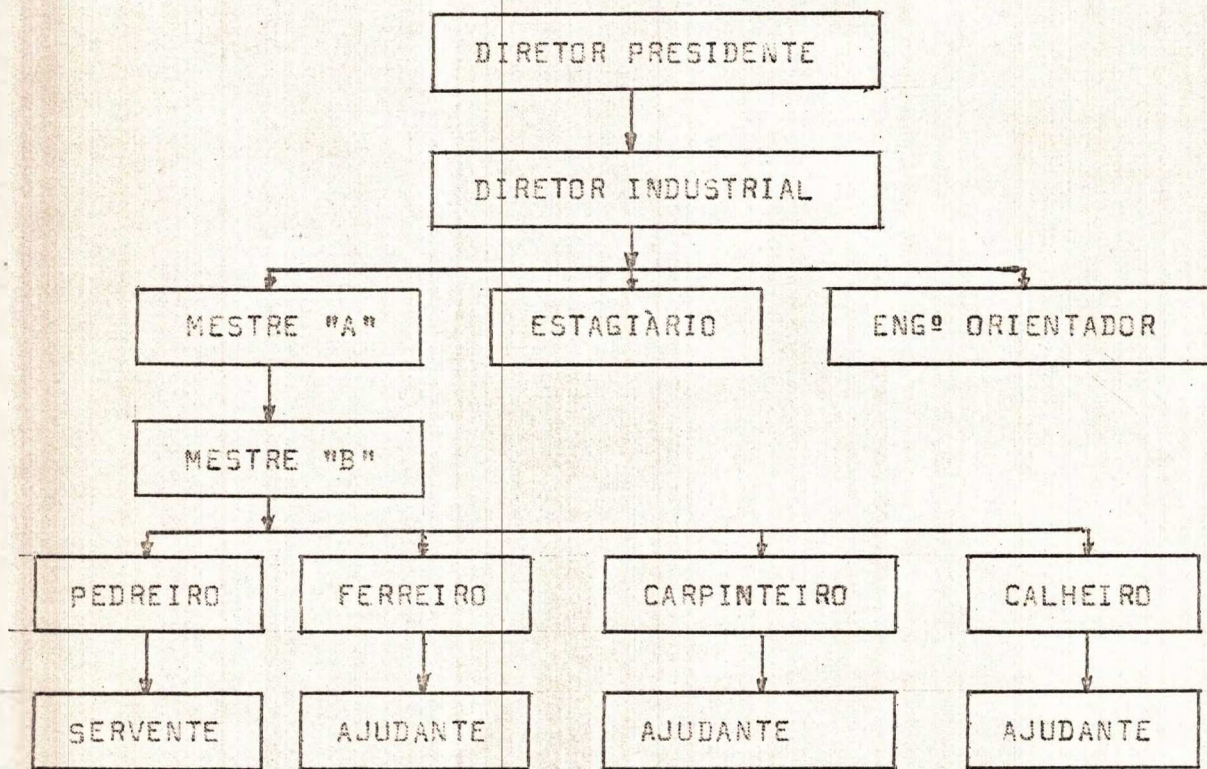 DIRETOR PRESIDENTE
DIRETOR INDUSTRIAL
MESTRE "A" ESTAGIÀRIO ENGº ORIENTADOR
MESTRE "B"
PEDREIRO FERREIRO CARPINTEIRO CALHEIRO
SERVENTE AJUDANTE AJUDANTE AJUDANTE